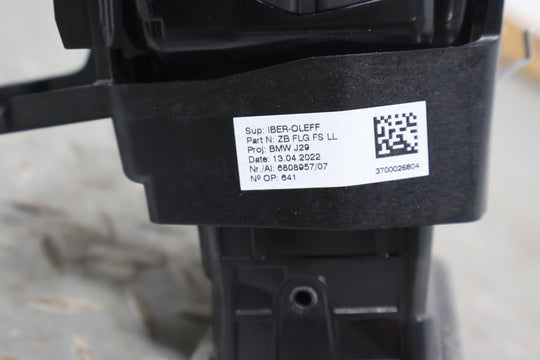 Sup: IBER-OLEFF
Part N: ZB FLG FS LL
Proj: BMW J29
Date: 13.04.2022
Nr./AI: 6808957/07
Nº OP: 641
3700026804